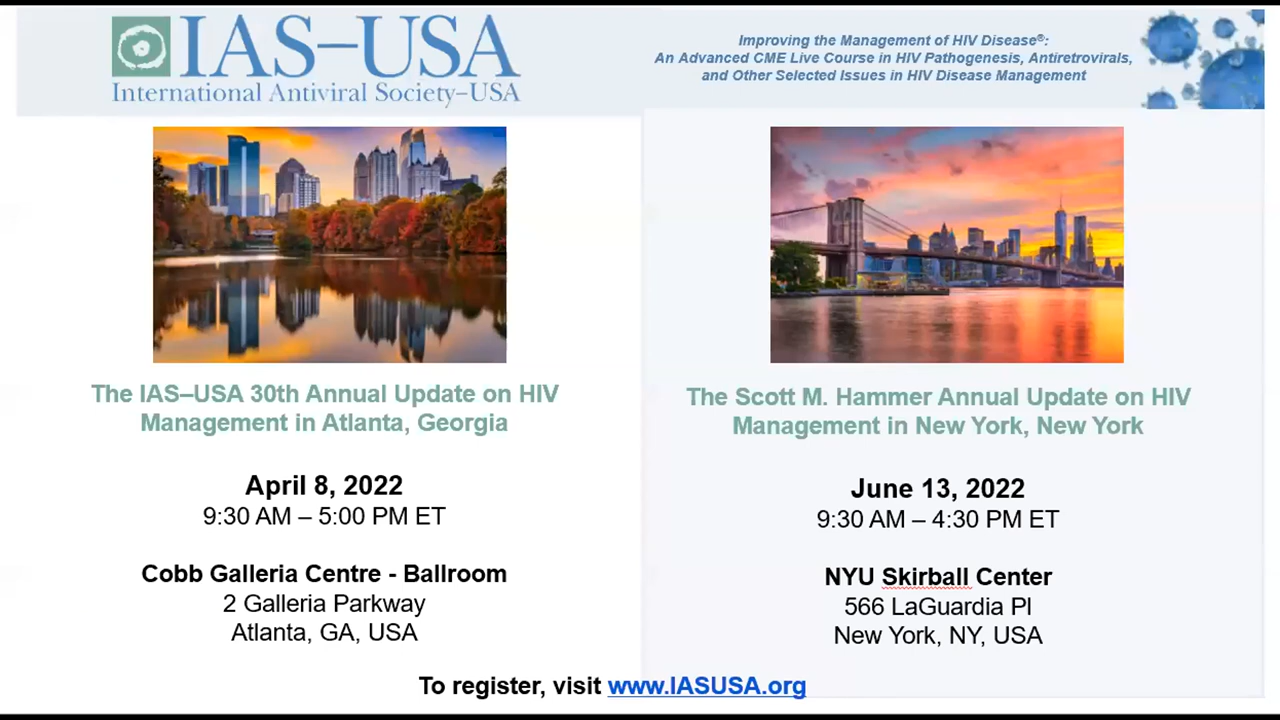 IAS–USA
International Antiviral Society–USA
Improving the Management of HIV Disease®:
An Advanced CME Live Course in HIV Pathogenesis, Antiretrovirals,
and Other Selected Issues in HIV Disease Management
The IAS–USA 30th Annual Update on HIV
Management in Atlanta, Georgia
April 8, 2022
9:30 AM – 5:00 PM ET
Cobb Galleria Centre - Ballroom
2 Galleria Parkway
Atlanta, GA, USA
The Scott M. Hammer Annual Update on HIV
Management in New York, New York
June 13, 2022
9:30 AM – 4:30 PM ET
NYU Skirball Center
566 LaGuardia Pl
New York, NY, USA
To register, visit www.IASUSA.org